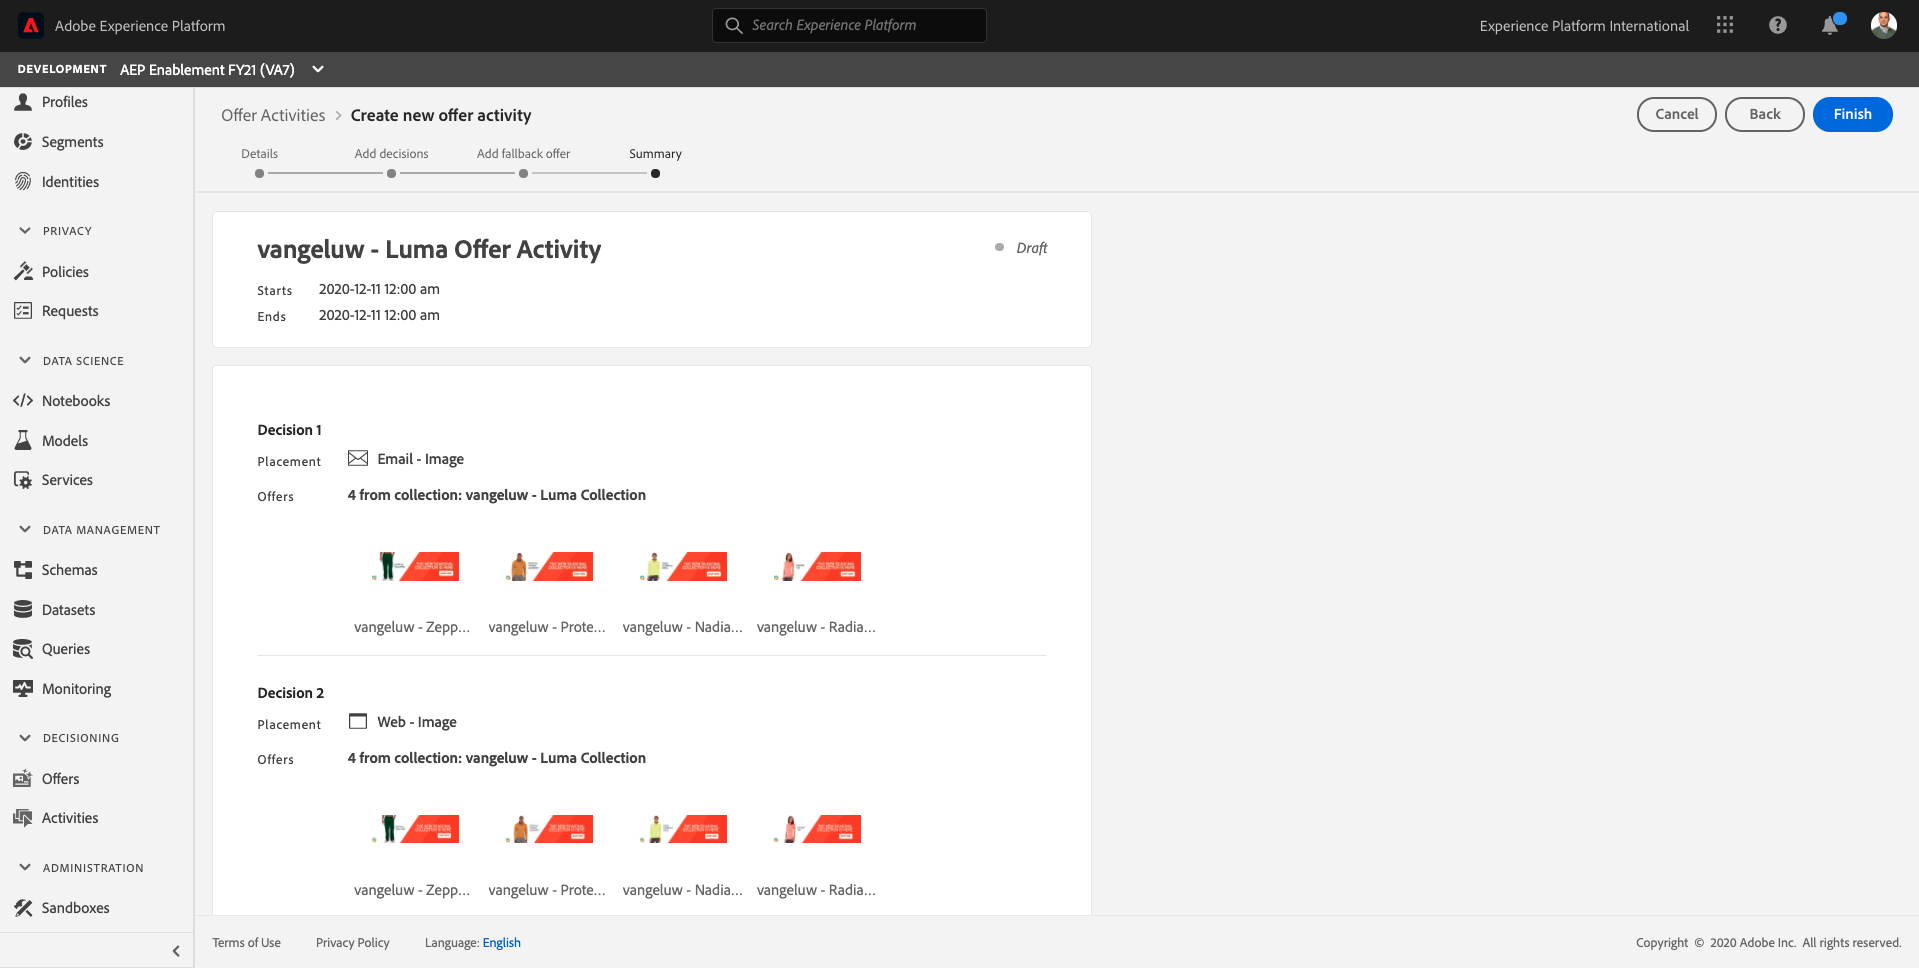 Adobe Experience Platform
Search Experience Platform
Experience Platform International
DEVELOPMENT AEP Enablement FY21 (VA7)
Profiles
Segments
Identities
PRIVACY
Policies
Requests
DATA SCIENCE
Notebooks
Models
Services
DATA MANAGEMENT
Schemas
Datasets
Queries
Monitoring
DECISIONING
Offers
Activities
ADMINISTRATION
Sandboxes
Offer Activities > Create new offer activity
Cancel
Back
Finish
Details
Add decisions
Add fallback offer
Summary
vangeluw - Luma Offer Activity
Draft
Starts 2020-12-11 12:00 am
Ends 2020-12-11 12:00 am
Decision 1
Placement Email - Image
Offers 4 from collection: vangeluw - Luma Collection
vangeluw - Zepp...
vangeluw - Prote...
vangeluw - Nadia...
vangeluw - Radia...
Decision 2
Placement Web - Image
Offers 4 from collection: vangeluw - Luma Collection
vangeluw - Zepp...
vangeluw - Prote...
vangeluw - Nadia...
vangeluw - Radia...
Terms of Use
Privacy Policy
Language: English
Copyright © 2020 Adobe Inc. All rights reserved.